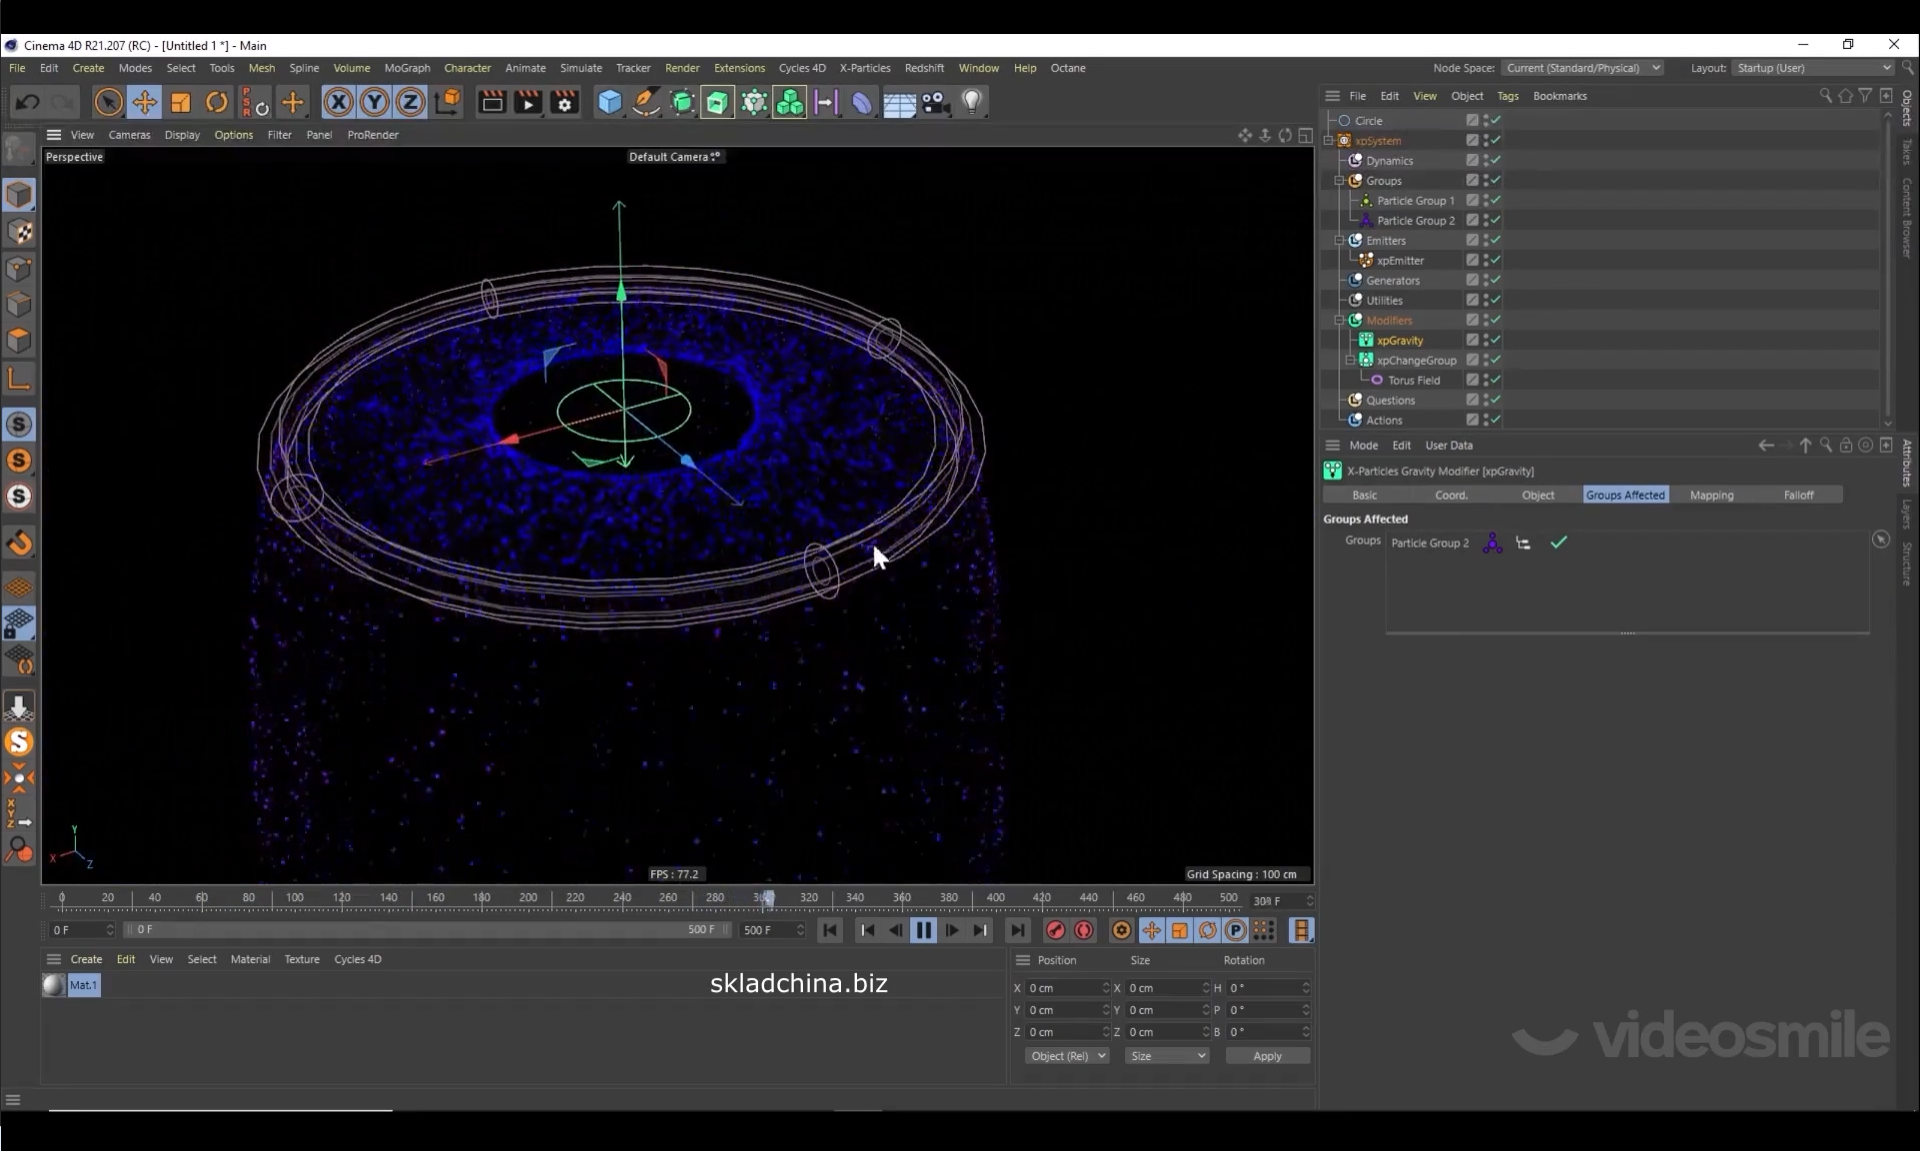 Cinema 4D R21.207 (RC) - [Untitled 1 *] - Main
File Edit Create Modes Select Tools Mesh Spline Volume MoGraph Character Animate Simulate Tracker Render Extensions Cycles 4D X-Particles Redshift Window Help Octane Node Space: Current (Standard/Physical) Layout: Startup (User)
View Cameras Display Options Filter Panel ProRender
Perspective Default Camera
File Edit View Object Tags Bookmarks
Circle
xpSystem
Dynamics
Groups
Particle Group 1
Particle Group 2
Emitters
xpEmitter
Generators
Utilities
Modifiers
xpGravity
xpChangeGroup
Torus Field
Questions
Actions
Objects
Takes
Content Browser
Mode Edit User Data
X-Particles Gravity Modifier [xpGravity]
Basic Coord. Object Groups Affected Mapping Falloff
Groups Affected
Groups Particle Group 2
Attributes
Layers
Structure
Y
X
Z
FPS : 77.2 Grid Spacing : 100 cm
0 20 40 60 80 100 120 140 160 180 200 220 240 260 280 320 340 360 380 400 420 440 460 480 500
0 F 0 F 500 F 500 F
Create Edit View Select Material Texture Cycles 4D
Mat.1
Position Size Rotation
X 0 cm X 0 cm H 0 °
Y 0 cm Y 0 cm P 0 °
Z 0 cm Z 0 cm B 0 °
Object (Rel) Size Apply
skladchina.biz
videosmile